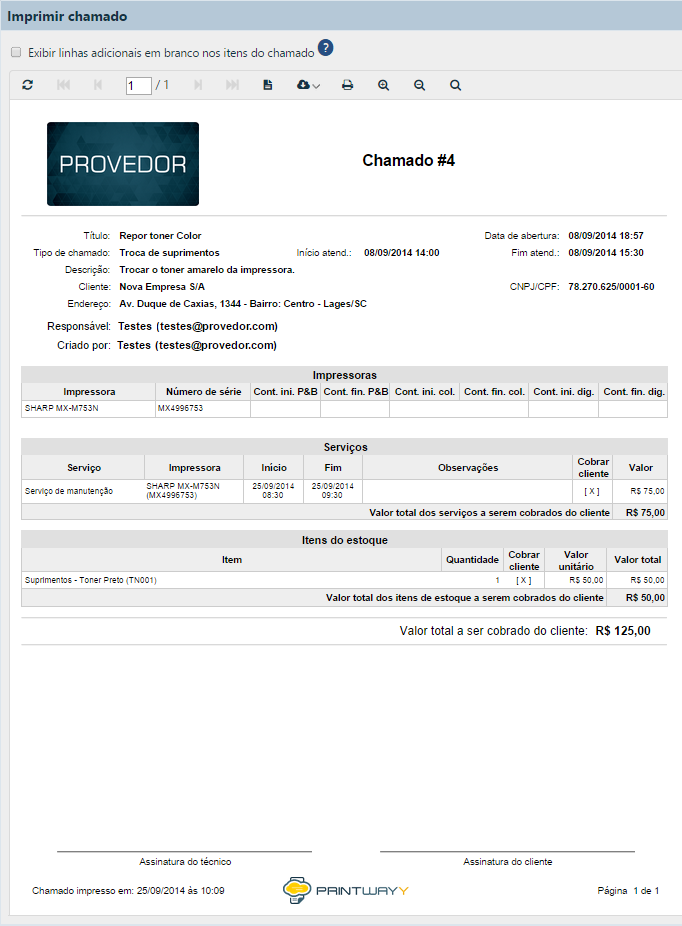 Imprimir chamado
Exibir linhas adicionais em branco nos itens do chamado ?
1 / 1
PROVEDOR
Chamado #4
Título: Repor toner Color Data de abertura: 08/09/2014 18:57
Tipo de chamado: Troca de suprimentos Início atend.: 08/09/2014 14:00 Fim atend.: 08/09/2014 15:30
Descrição: Trocar o toner amarelo da impressora.
Cliente: Nova Empresa S/A CNPJ/CPF: 78.270.625/0001-60
Endereço: Av. Duque de Caxias, 1344 - Bairro: Centro - Lages/SC
Responsável: Testes (testes@provedor.com)
Criado por: Testes (testes@provedor.com)
Impressoras
Impressora Número de série Cont. ini. P&B Cont. fin. P&B Cont. ini. col. Cont. fin. col. Cont. ini. dig. Cont. fin. dig.
SHARP MX-M753N MX4996753
Serviços
Serviço Impressora Início Fim Observações Cobrar cliente Valor
Serviço de manutenção SHARP MX-M753N (MX4996753) 25/09/2014 08:30 25/09/2014 09:30 [ X ] R$ 75,00
Valor total dos serviços a serem cobrados do cliente R$ 75,00
Itens do estoque
Item Quantidade Cobrar cliente Valor unitário Valor total
Suprimentos - Toner Preto (TN001) 1 [ X ] R$ 50,00 R$ 50,00
Valor total dos itens de estoque a serem cobrados do cliente R$ 50,00
Valor total a ser cobrado do cliente: R$ 125,00
Assinatura do técnico Assinatura do cliente
Chamado impresso em: 25/09/2014 às 10:09 PRINTWAYY Página 1 de 1